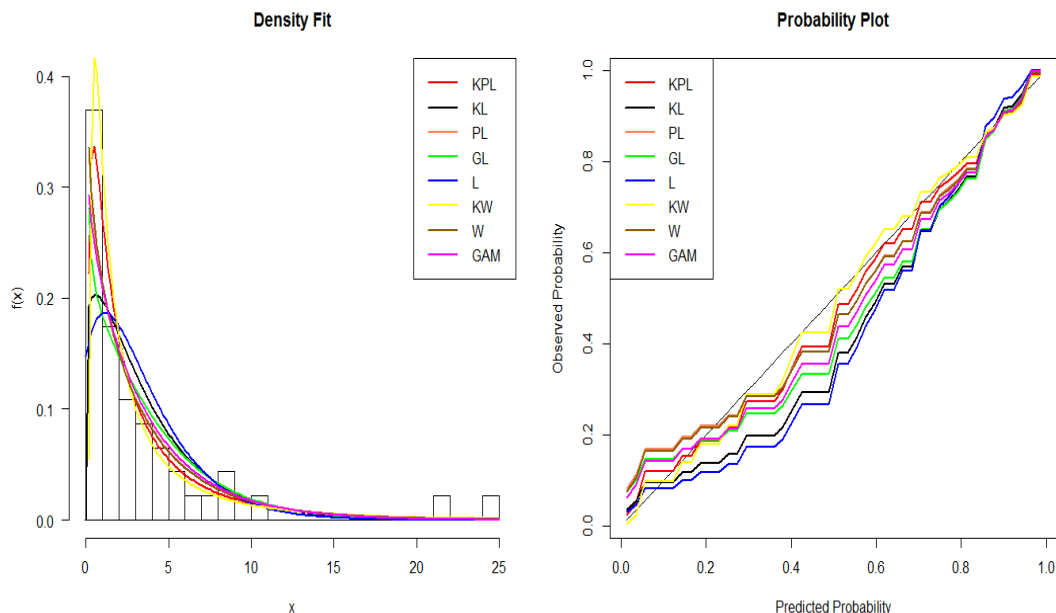 Density Fit
f(x)
0.4
0.3
0.2
0.1
0.0
KPL
KL
PL
GL
L
KW
W
GAM
0
5
10
15
20
25
x
Probability Plot
Observed Probability
1.0
0.8
0.6
0.4
0.2
0.0
KPL
KL
PL
GL
L
KW
W
GAM
0.0
0.2
0.4
0.6
0.8
1.0
Predicted Probability